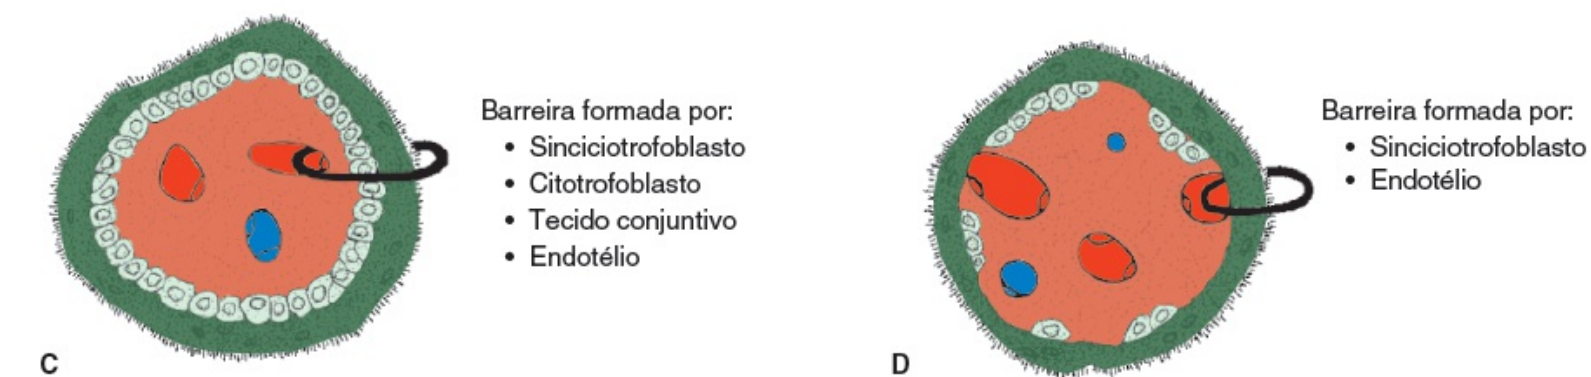 Barreira formada por:
• Sinciciotrofoblasto
• Citotrofoblasto
• Tecido conjuntivo
• Endotélio
C
Barreira formada por:
• Sinciciotrofoblasto
• Endotélio
D